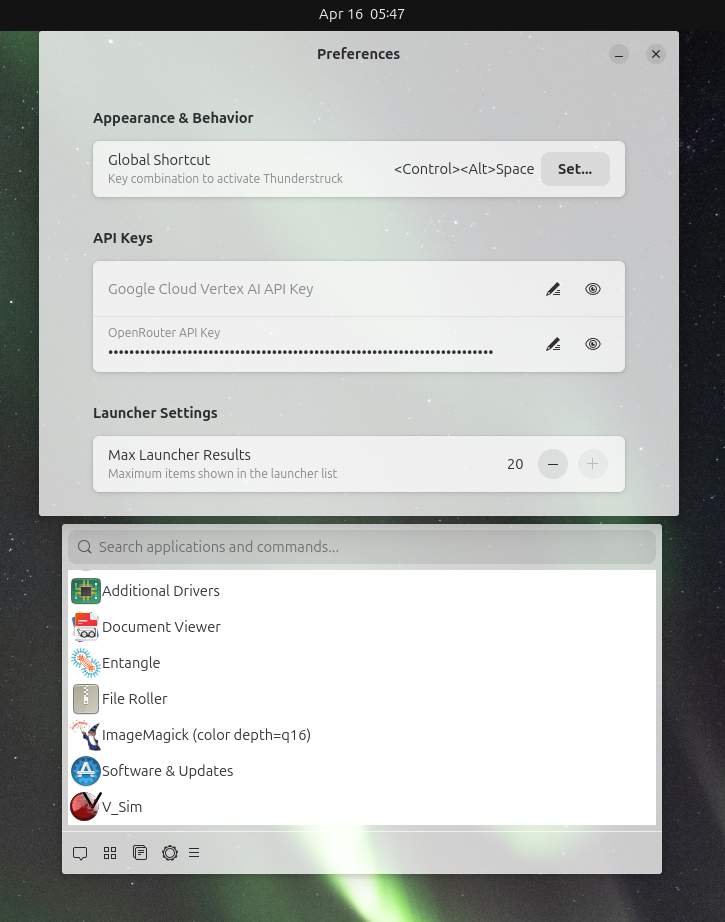 Apr 16 05:47
Preferences
Appearance & Behavior
Global Shortcut
Key combination to activate Thunderstruck
<Control><Alt>Space
Set...
API Keys
Google Cloud Vertex AI API Key
OpenRouter API Key
Launcher Settings
Max Launcher Results
Maximum items shown in the launcher list
20
Search applications and commands...
Additional Drivers
Document Viewer
Entangle
File Roller
ImageMagick (color depth=q16)
Software & Updates
V_Sim